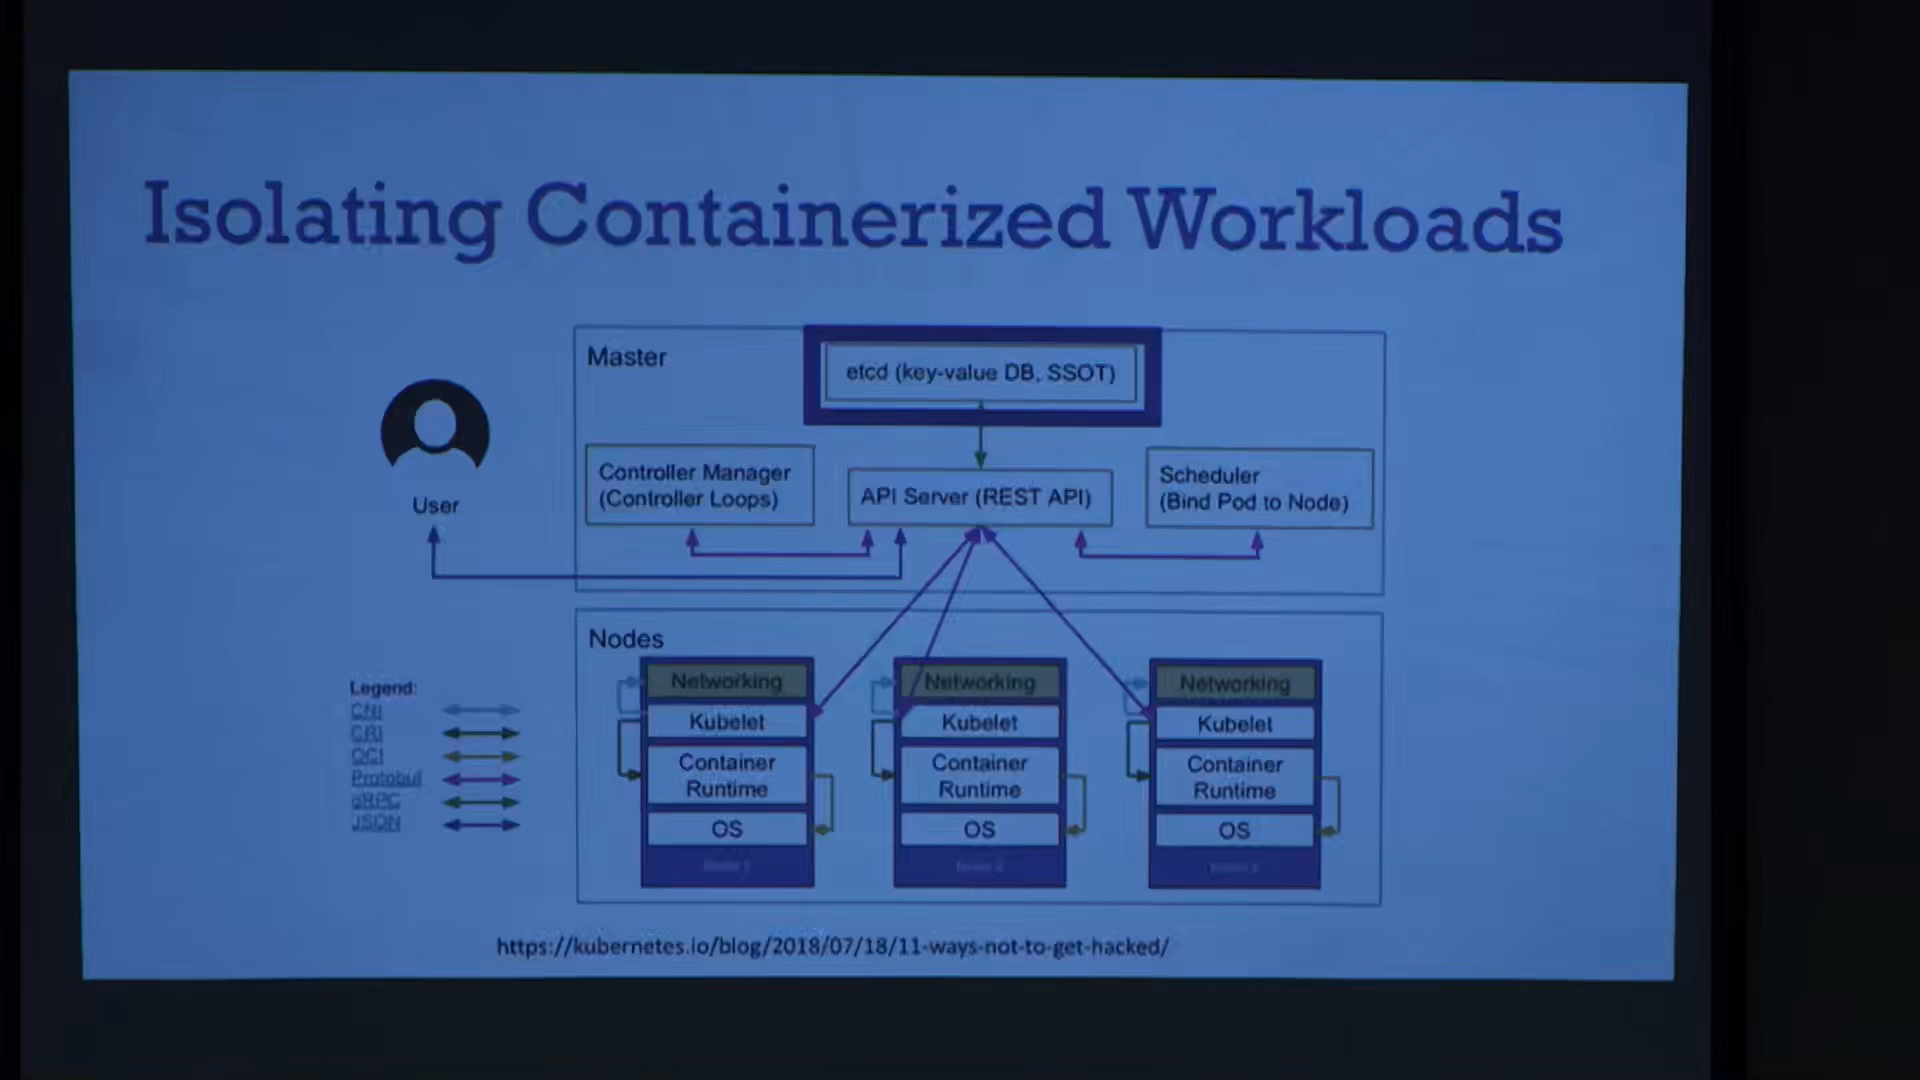 Isolating Containerized Workloads
Master
etcd (key-value DB, SSOT)
Controller Manager
(Controller Loops)
API Server (REST API)
Scheduler
(Bind Pod to Node)
User
Nodes
Networking
Kubelet
Container
Runtime
OS
Networking
Kubelet
Container
Runtime
OS
Networking
Kubelet
Container
Runtime
OS
Legend:
CNI
CRI
OCI
Protobuf
gRPC
JSON
https://kubernetes.io/blog/2018/07/18/11-ways-not-to-get-hacked/